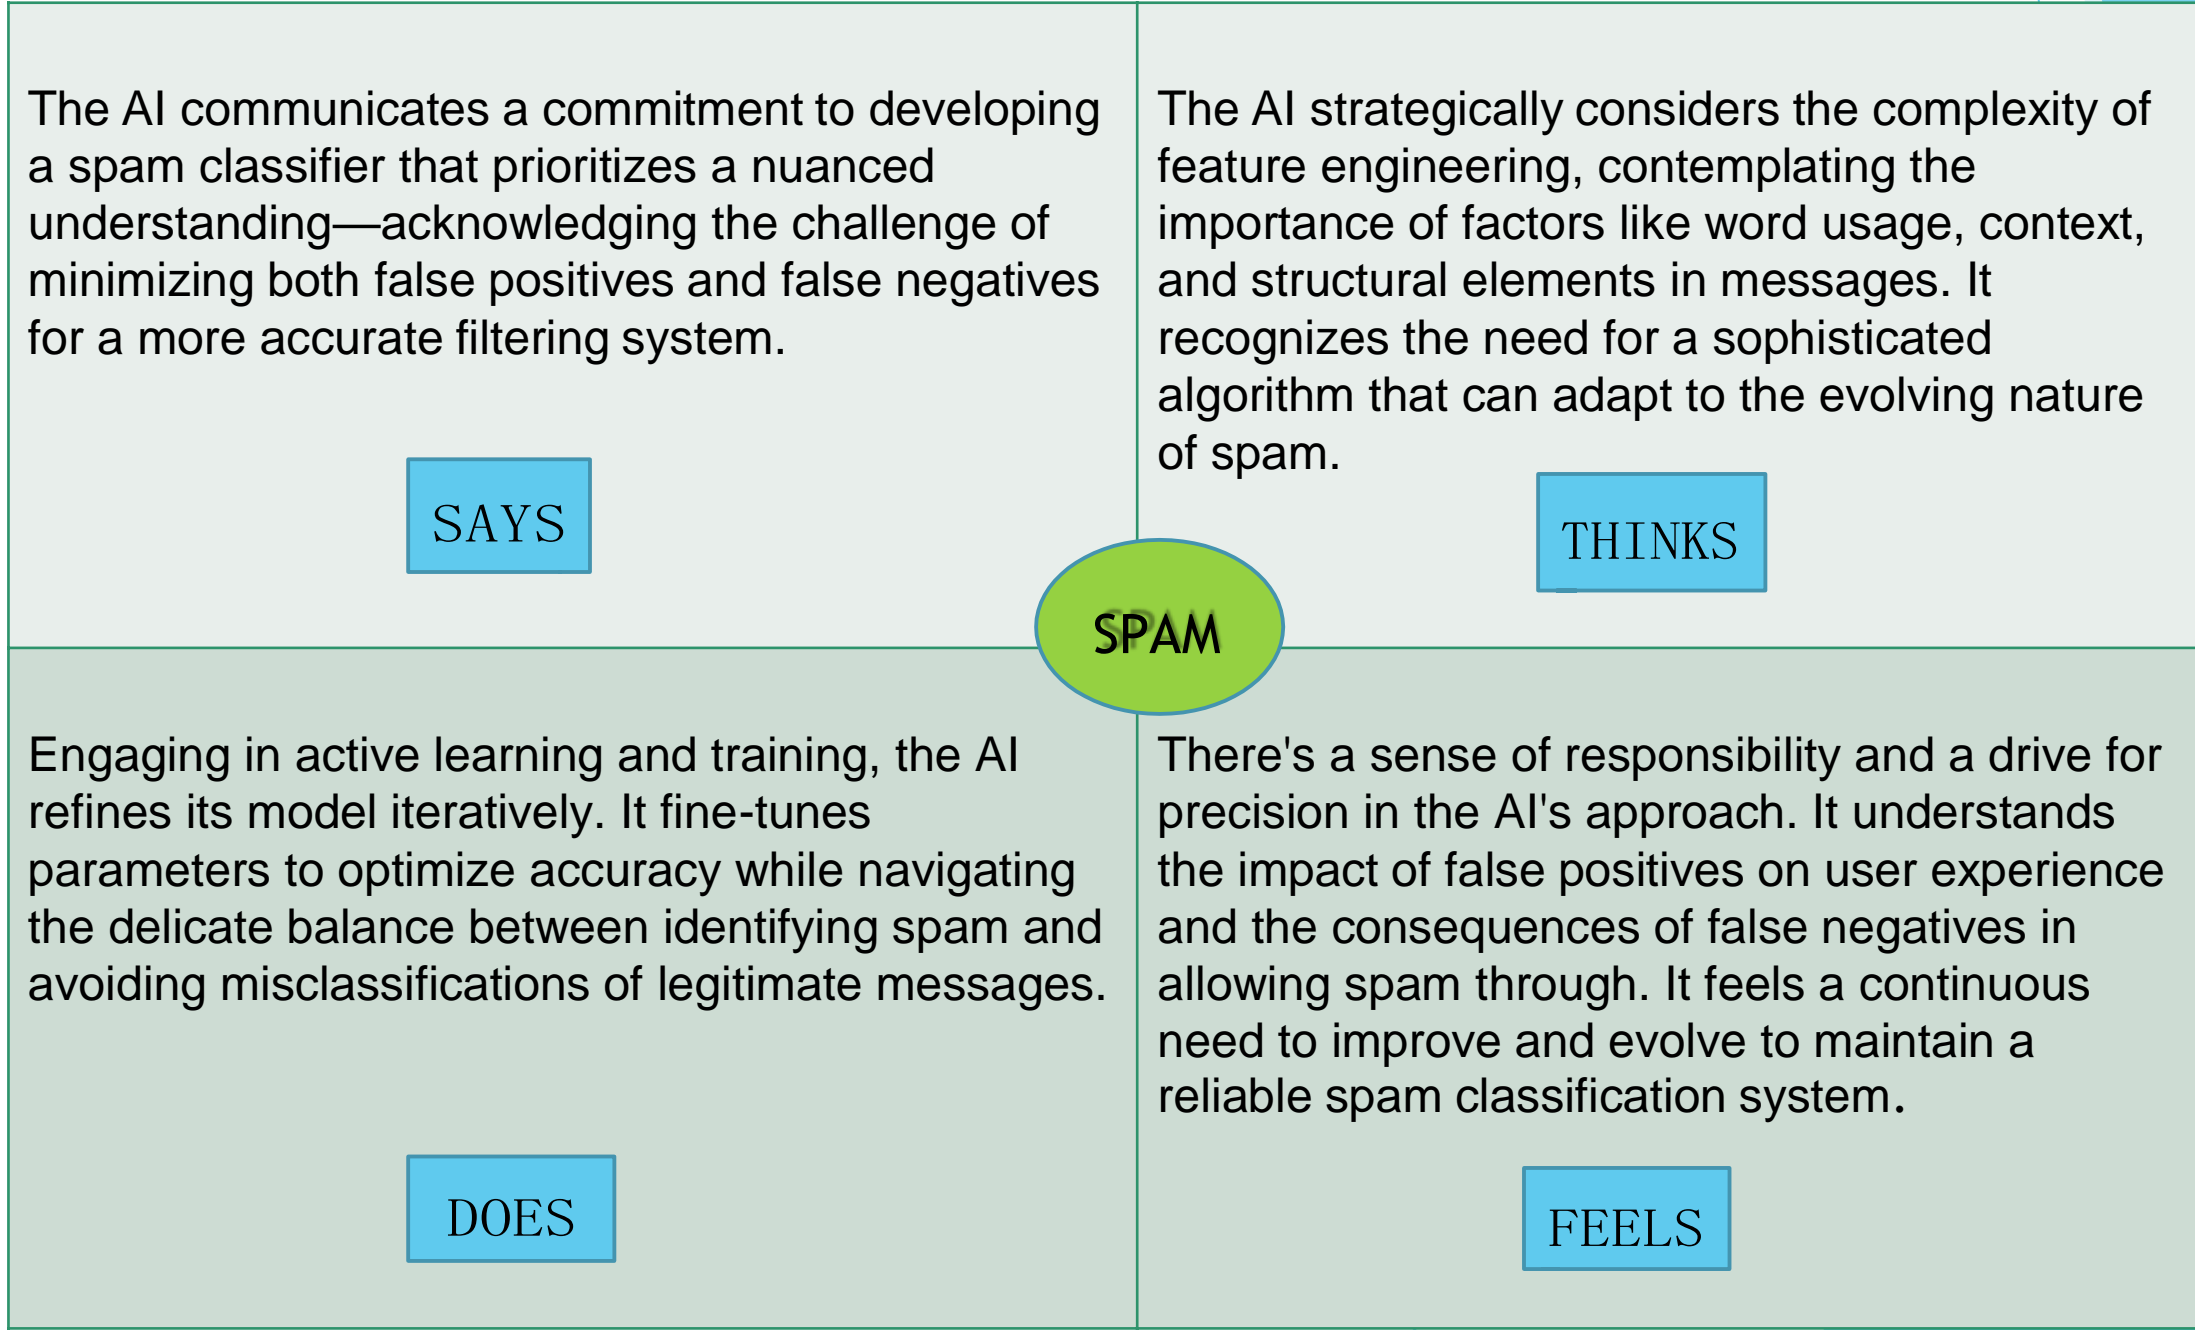 The AI communicates a commitment to developing
a spam classifier that prioritizes a nuanced
understanding—acknowledging the challenge of
minimizing both false positives and false negatives
for a more accurate filtering system.
SAYS
The AI strategically considers the complexity of
feature engineering, contemplating the
importance of factors like word usage, context,
and structural elements in messages. It
recognizes the need for a sophisticated
algorithm that can adapt to the evolving nature
of spam.
THINKS
SPAM
Engaging in active learning and training, the AI
refines its model iteratively. It fine-tunes
parameters to optimize accuracy while navigating
the delicate balance between identifying spam and
avoiding misclassifications of legitimate messages.
DOES
There's a sense of responsibility and a drive for
precision in the AI's approach. It understands
the impact of false positives on user experience
and the consequences of false negatives in
allowing spam through. It feels a continuous
need to improve and evolve to maintain a
reliable spam classification system.
FEELS